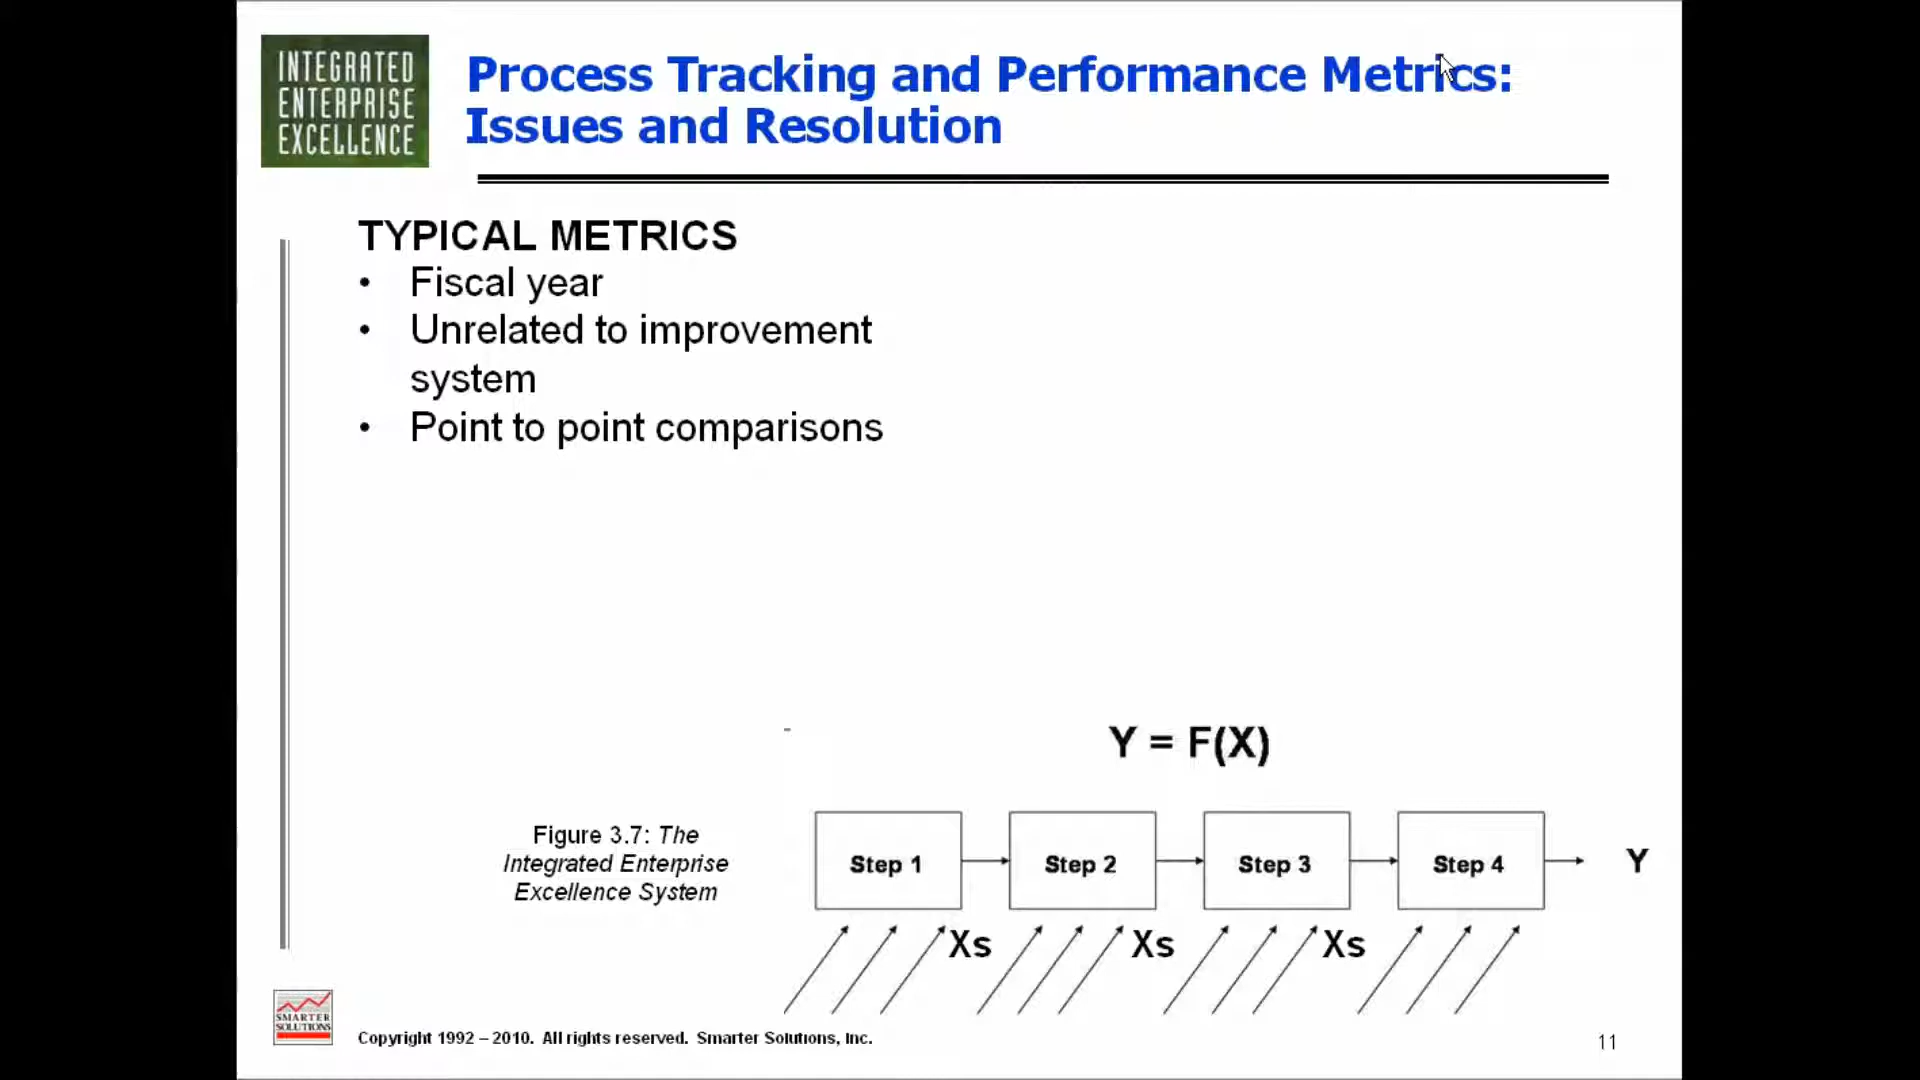 INTEGRATED
ENTERPRISE
EXCELLENCE
Process Tracking and Performance Metrics:
Issues and Resolution
TYPICAL METRICS
• Fiscal year
• Unrelated to improvement
system
• Point to point comparisons
Y = F(X)
Figure 3.7: The
Integrated Enterprise
Excellence System
Step 1
Step 2
Step 3
Step 4
Y
Xs
Xs
Xs
SMARTER
SOLUTIONS
Copyright 1992 – 2010. All rights reserved. Smarter Solutions, Inc.
11